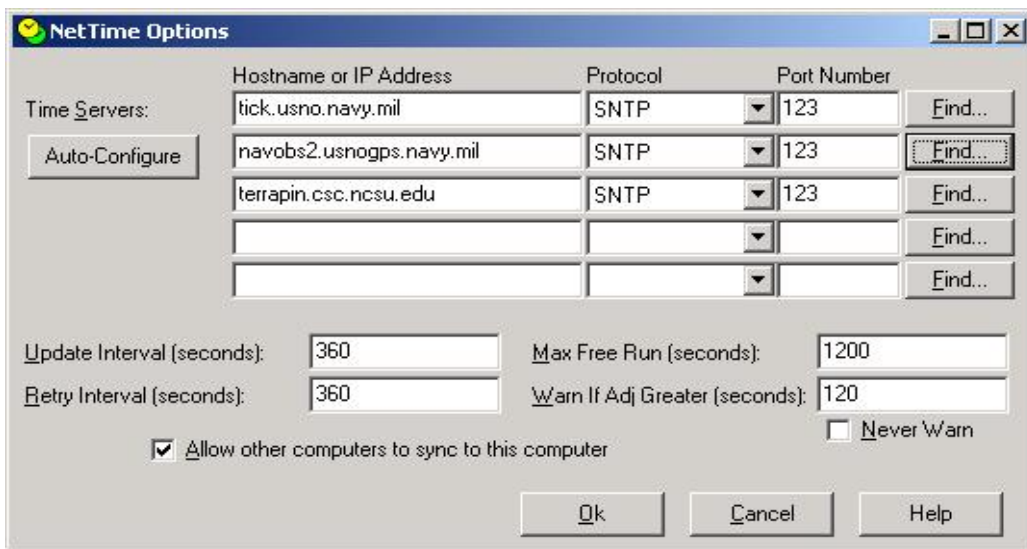 NetTime Options
Hostname or IP Address Protocol Port Number
Time Servers: tick.usno.navy.mil SNTP 123 Find...
Auto-Configure navobs2.usnogps.navy.mil SNTP 123 Find...
terrapin.csc.ncsu.edu SNTP 123 Find...
Find...
Find...
Update Interval (seconds): 360 Max Free Run (seconds): 1200
Retry Interval (seconds): 360 Warn If Adj Greater (seconds): 120
Never Warn
Allow other computers to sync to this computer
Ok Cancel Help